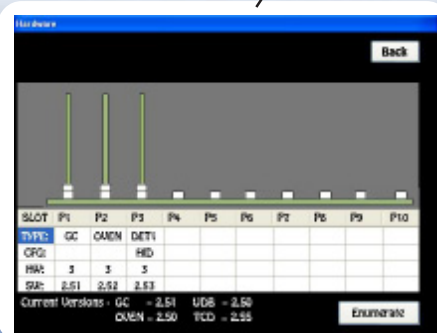 Hardware
Back
SLOT P1 P2 P3 P4 P5 P6 P7 P8 P9 P10
TYPE: GC OVEN DET1
CFG: HID
HW: 3 3 3
SW: 2.51 2.52 2.53
Current Versions - GC = 2.51 UDB = 2.50
OVEN = 2.50 TCD = 2.55
Enumerate